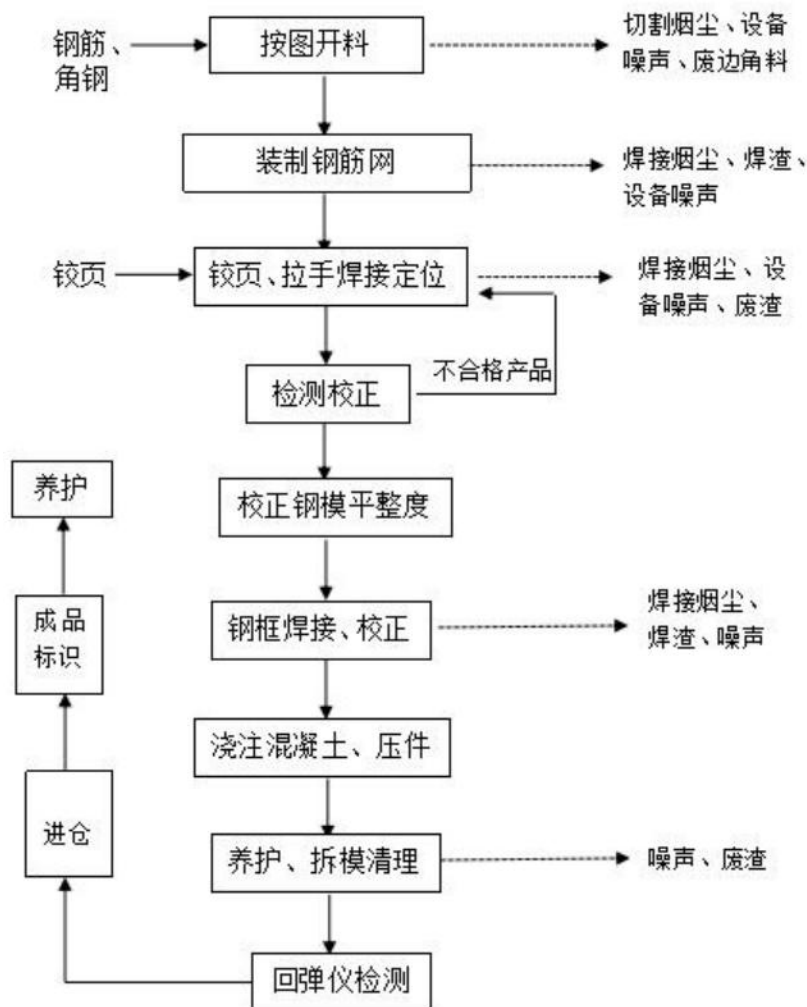 钢筋、
角钢
按图开料
切割烟尘、设备
噪声、废边角料
装制钢筋网
焊接烟尘、焊渣、
设备噪声
铰页
铰页、拉手焊接定位
焊接烟尘、设
备噪声、废渣
不合格产品
检测校正
养护
校正钢模平整度
成品
标识
钢框焊接、校正
焊接烟尘、
焊渣、噪声
浇注混凝土、压件
进仓
养护、拆模清理
噪声、废渣
回弹仪检测